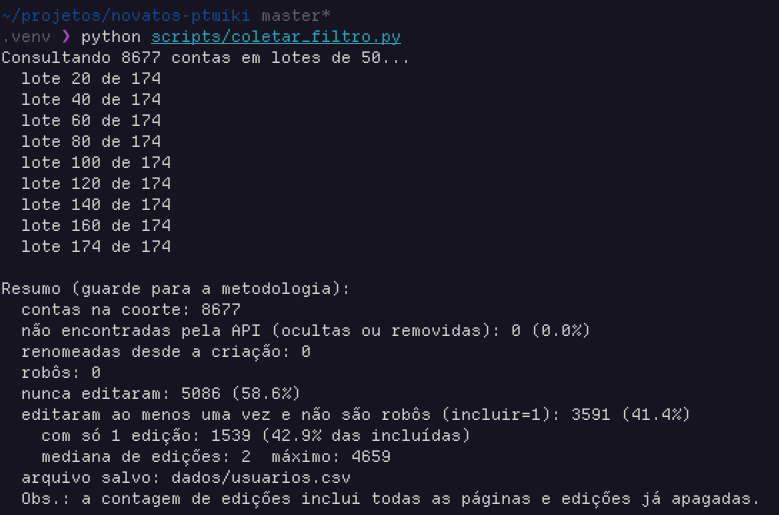 ~/projetos/novatos-ptwiki master*
.venv ❯ python scripts/coletar_filtro.py
Consultando 8677 contas em lotes de 50...
  lote 20 de 174
  lote 40 de 174
  lote 60 de 174
  lote 80 de 174
  lote 100 de 174
  lote 120 de 174
  lote 140 de 174
  lote 160 de 174
  lote 174 de 174

Resumo (guarde para a metodologia):
  contas na coorte: 8677
  não encontradas pela API (ocultas ou removidas): 0 (0.0%)
  renomeadas desde a criação: 0
  robôs: 0
  nunca editaram: 5086 (58.6%)
  editaram ao menos uma vez e não são robôs (incluir=1): 3591 (41.4%)
    com só 1 edição: 1539 (42.9% das incluídas)
    mediana de edições: 2  máximo: 4659
  arquivo salvo: dados/usuarios.csv
  Obs.: a contagem de edições inclui todas as páginas e edições já apagadas.